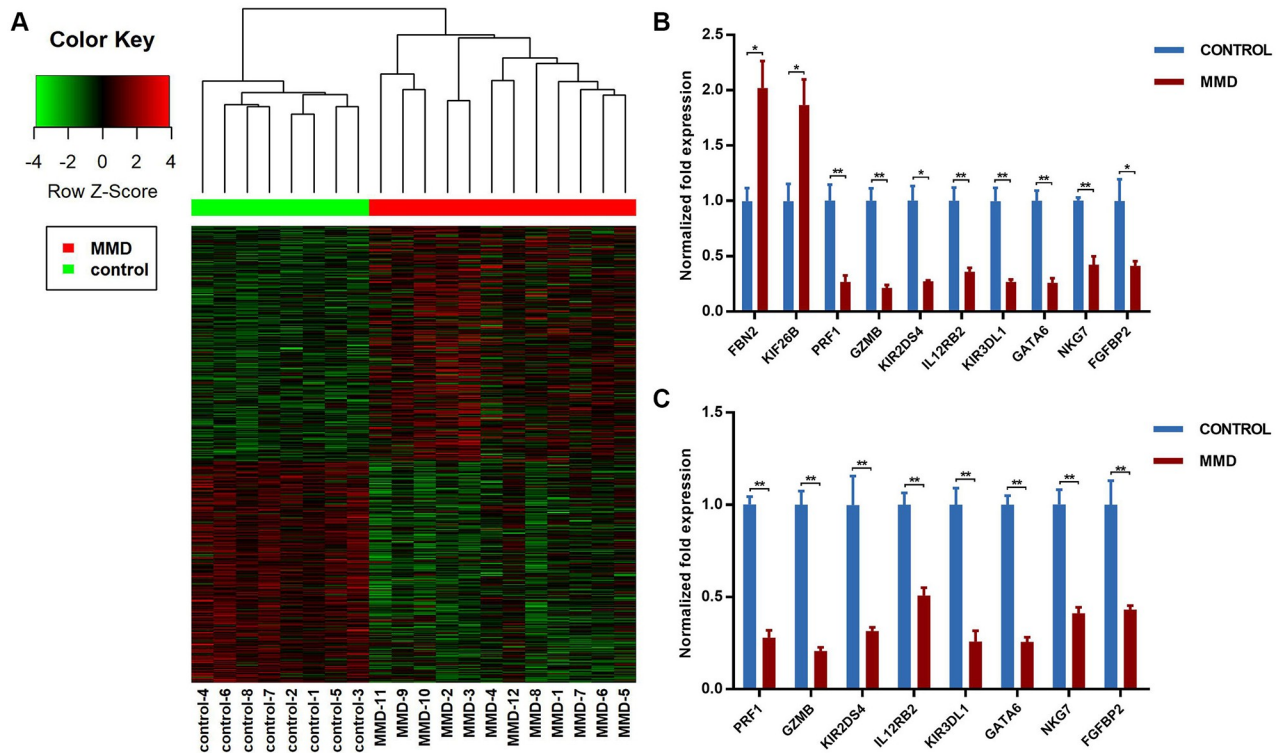 A
Color Key
-4 -2 0 2 4
Row Z-Score
MMD
control
control-4
control-6
control-8
control-7
control-2
control-1
control-5
control-3
MMD-11
MMD-9
MMD-10
MMD-2
MMD-3
MMD-4
MMD-12
MMD-8
MMD-1
MMD-7
MMD-6
MMD-5
B
Normalized fold expression
2.5
2.0
1.5
1.0
0.5
0.0
* * ** ** * ** ** ** ** *
FBN2
KIF26B
PRF1
GZMB
KIR2DS4
IL12RB2
KIR3DL1
GATA6
NKG7
FGFBP2
CONTROL
MMD
C
Normalized fold expression
1.5
1.0
0.5
0.0
** ** ** ** ** ** ** **
PRF1
GZMB
KIR2DS4
IL12RB2
KIR3DL1
GATA6
NKG7
FGFBP2
CONTROL
MMD